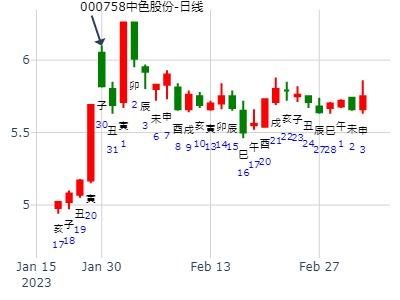 000758中色股份-日线
6
5.5
5
亥
17
子
18
丑
19
寅
20
子
30
丑
31
寅
1
卯
2
辰
3
未
6
申
7
酉
8
戌
9
亥
10
寅
13
卯
14
辰
15
巳
16
午
17
酉
20
戌
21
亥
22
子
23
丑
24
辰
27
巳
28
午
1
未
2
申
3
Jan 15
2023
Jan 30
Feb 13
Feb 27